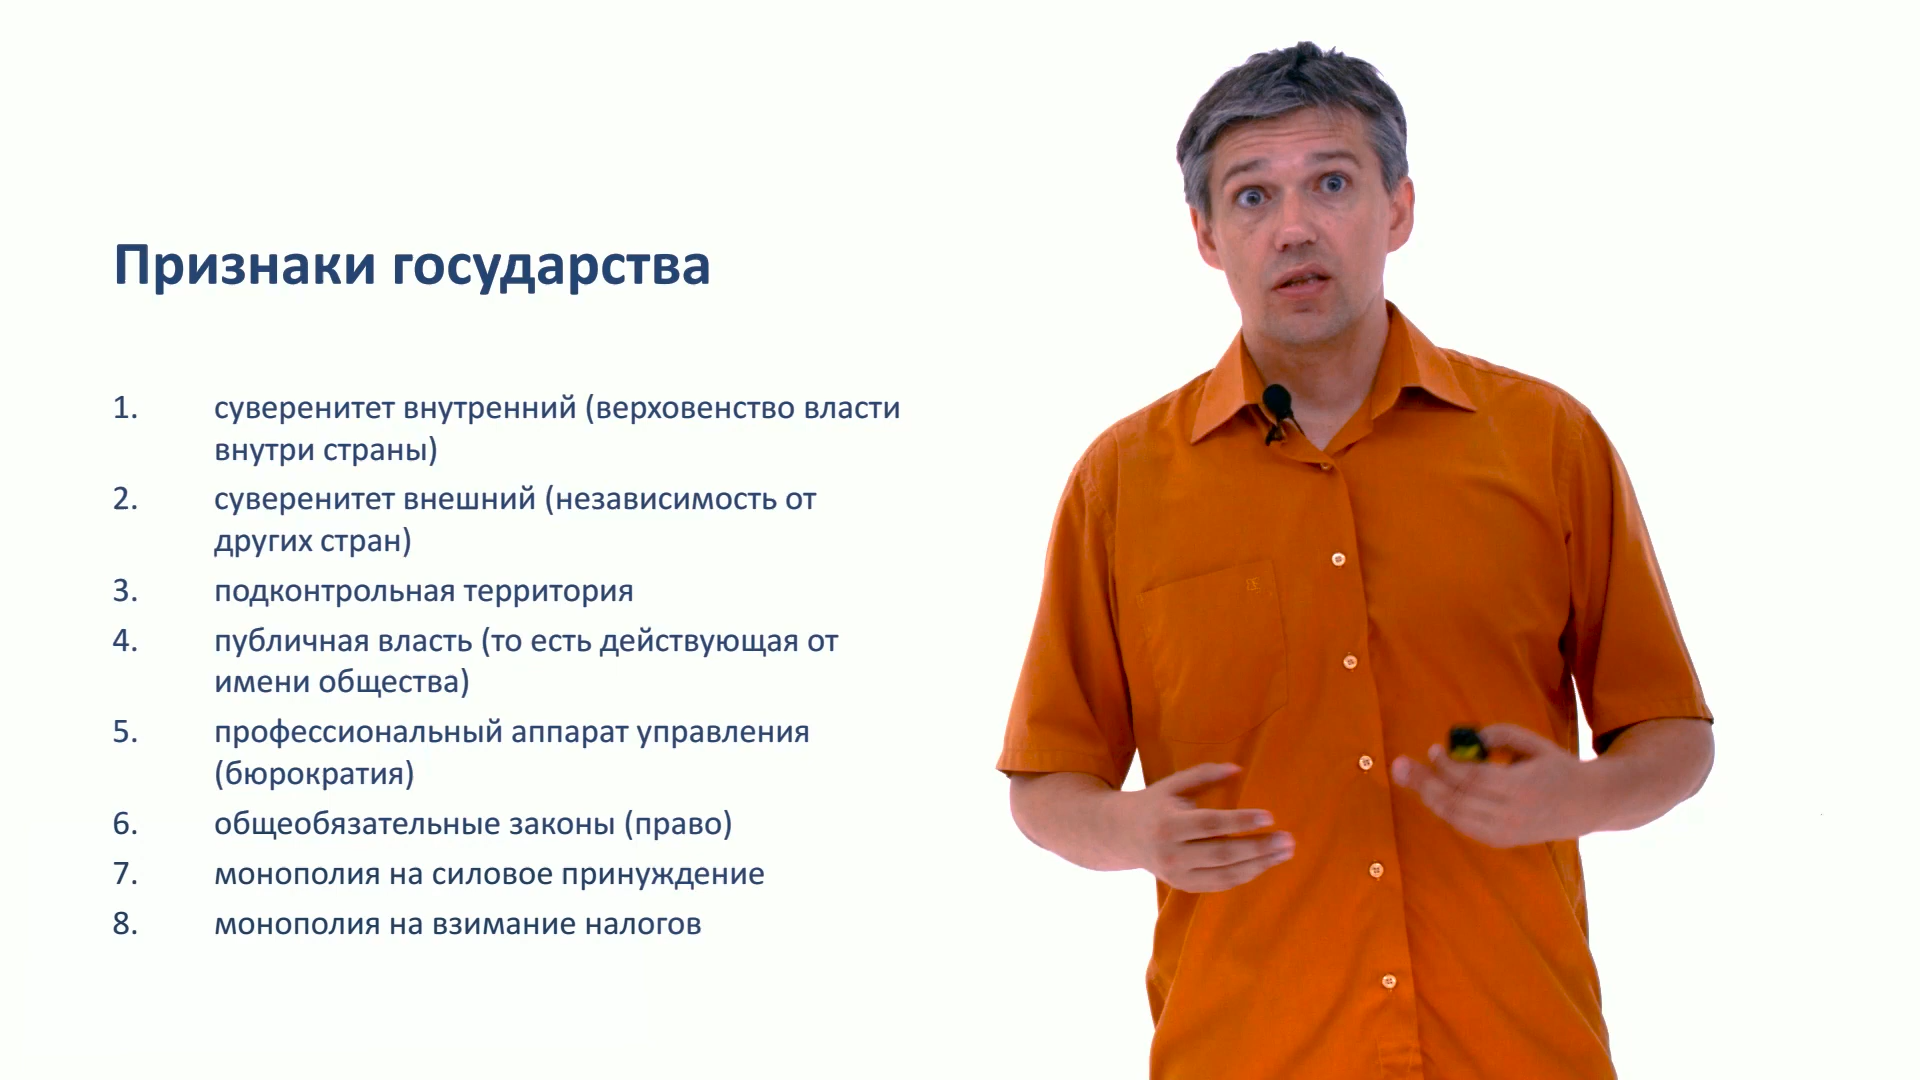 Признаки государства
1. суверенитет внутренний (верховенство власти
внутри страны)
2. суверенитет внешний (независимость от
других стран)
3. подконтрольная территория
4. публичная власть (то есть действующая от
имени общества)
5. профессиональный аппарат управления
(бюрократия)
6. общеобязательные законы (право)
7. монополия на силовое принуждение
8. монополия на взимание налогов